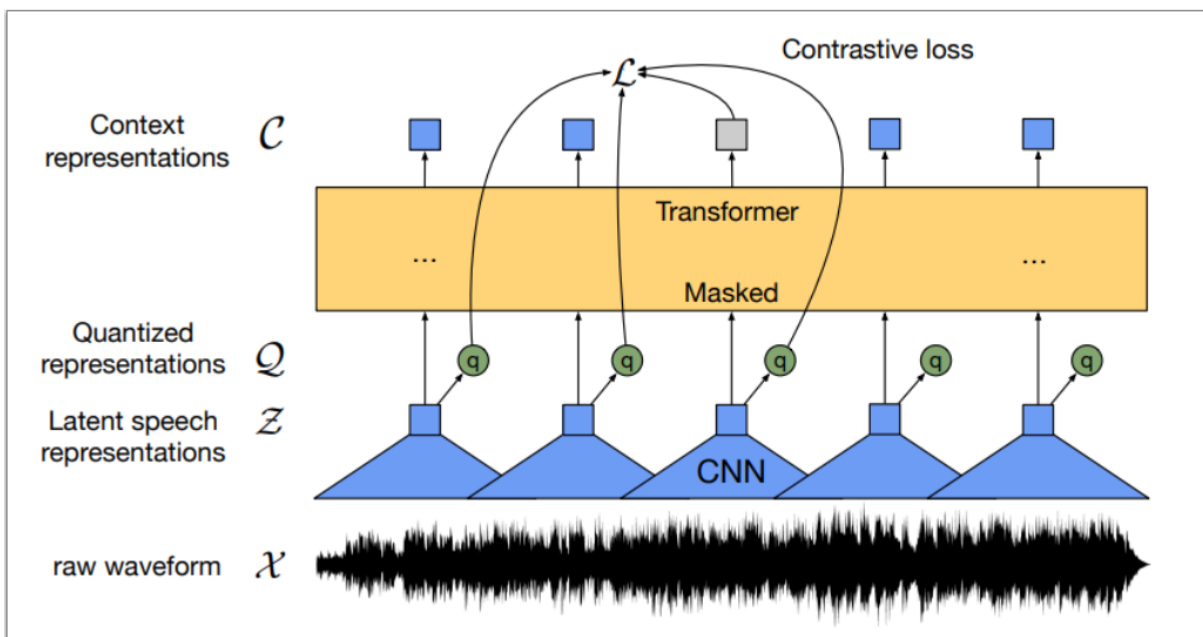 Contrastive loss
ℒ
Context
representations
𝒞
Transformer
...
...
Masked
Quantized
representations
𝒬
q
q
q
q
q
Latent speech
representations
𝒵
CNN
raw waveform
𝒳